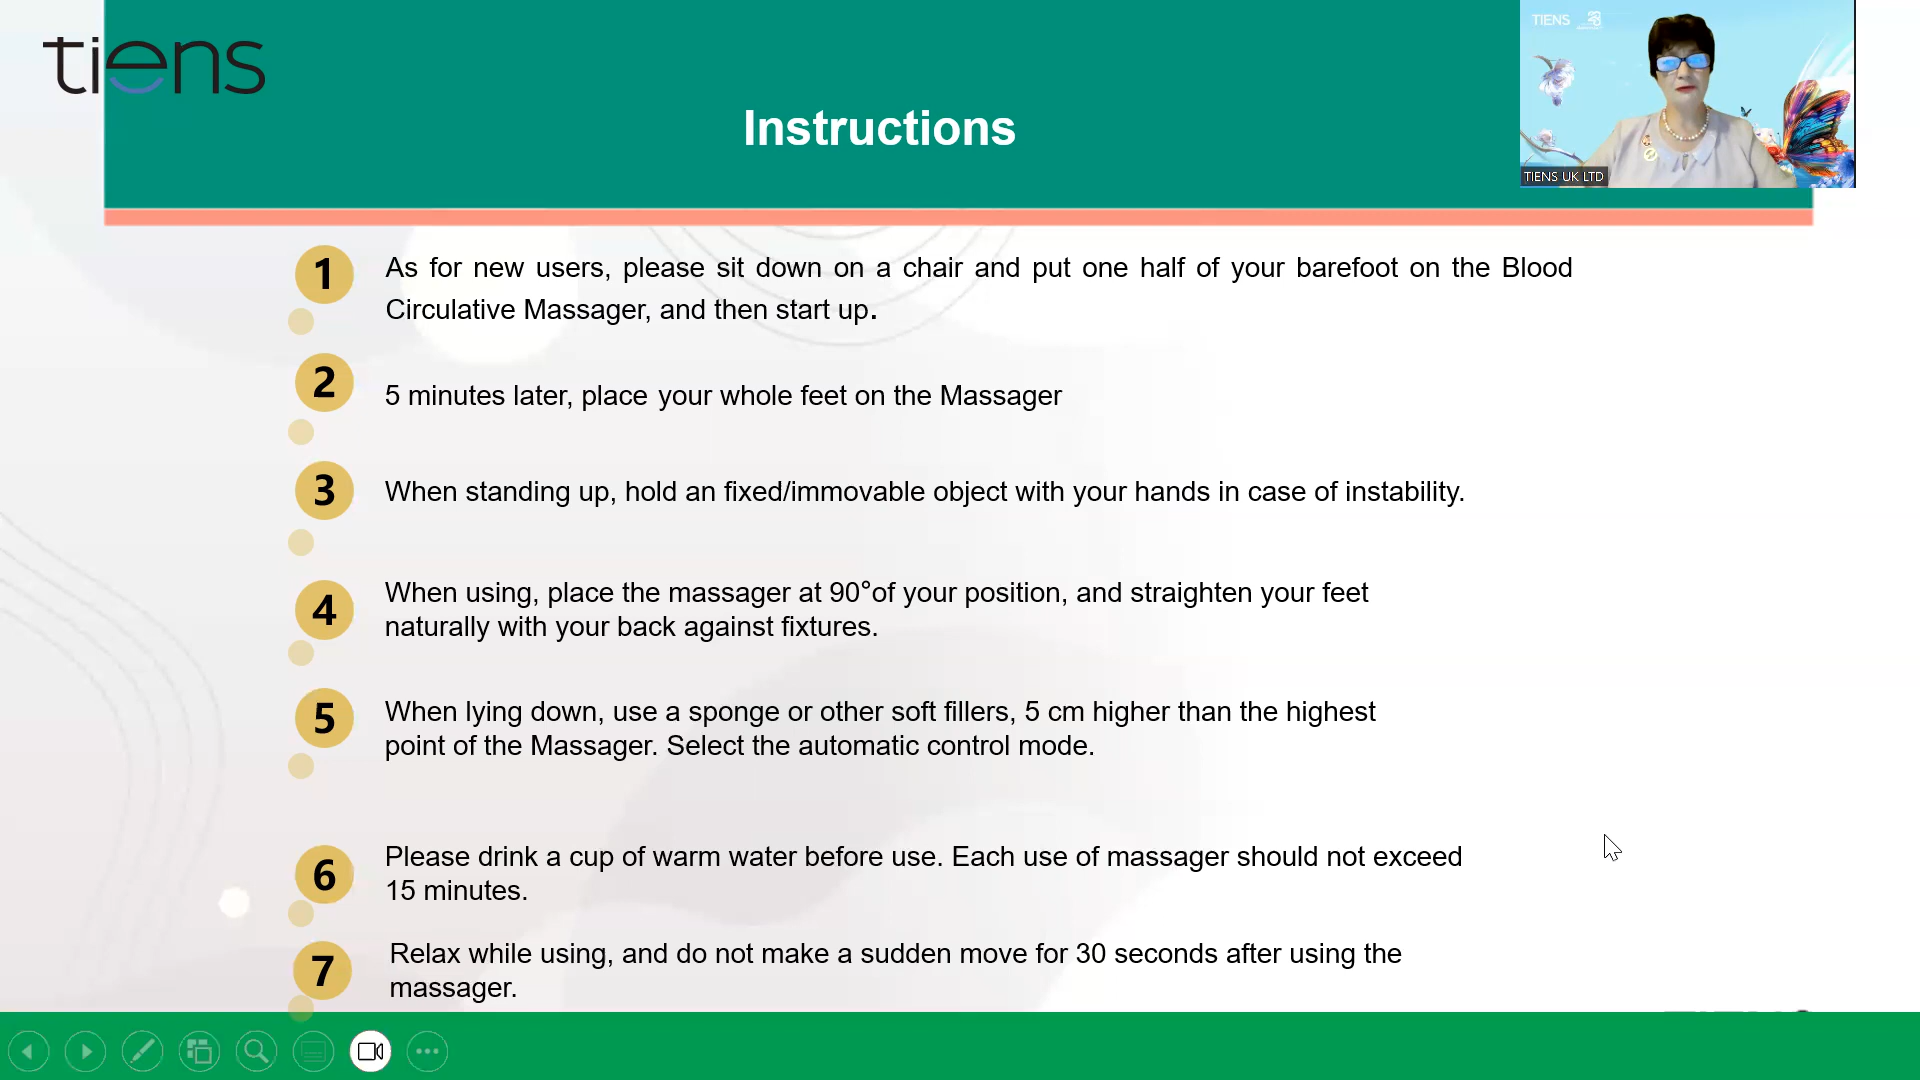 tiens
Instructions
TIENS
TIENS UK LTD
1
As for new users, please sit down on a chair and put one half of your barefoot on the Blood
Circulative Massager, and then start up.
2
5 minutes later, place your whole feet on the Massager
3
When standing up, hold an fixed/immovable object with your hands in case of instability.
4
When using, place the massager at 90°of your position, and straighten your feet
naturally with your back against fixtures.
5
When lying down, use a sponge or other soft fillers, 5 cm higher than the highest
point of the Massager. Select the automatic control mode.
6
Please drink a cup of warm water before use. Each use of massager should not exceed
15 minutes.
7
Relax while using, and do not make a sudden move for 30 seconds after using the
massager.